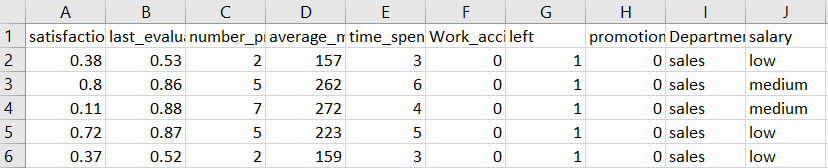 A B C D E F G H I J
1 satisfactio last_evalua number_pr average_m time_spen Work_acci left promotion Departmen salary
2 0.38 0.53 2 157 3 0 1 0 sales low
3 0.8 0.86 5 262 6 0 1 0 sales medium
4 0.11 0.88 7 272 4 0 1 0 sales medium
5 0.72 0.87 5 223 5 0 1 0 sales low
6 0.37 0.52 2 159 3 0 1 0 sales low